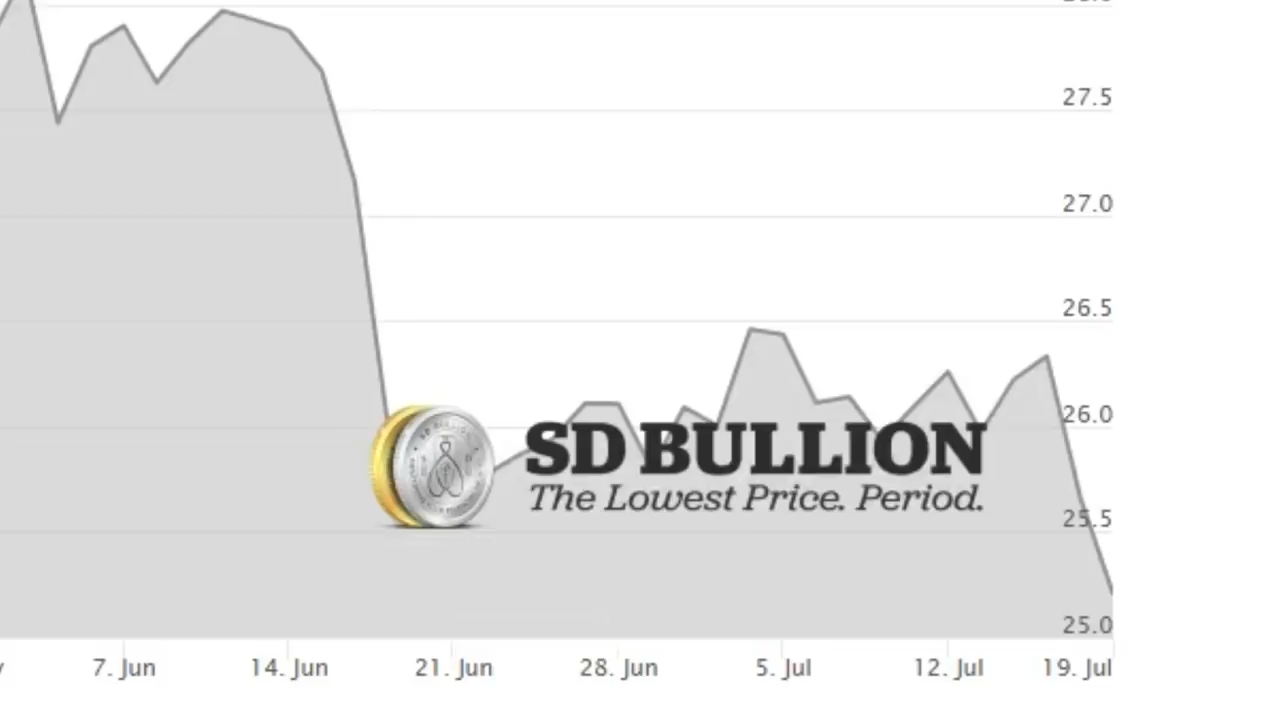 27.5
27.0
26.5
26.0
SD BULLION
The Lowest Price. Period.
25.5
25.0
7. Jun 14. Jun 21. Jun 28. Jun 5. Jul 12. Jul 19. Jul